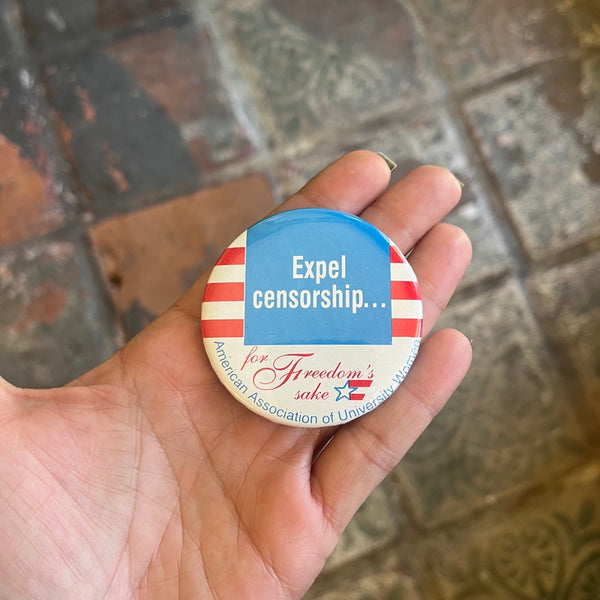 Expel
censorship...
for Freedom's
sake
American Association of University Women